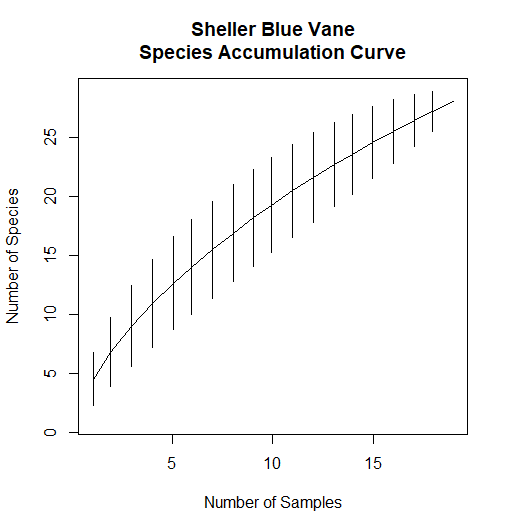 Sheller Blue Vane
Species Accumulation Curve
Number of Species
25
20
15
10
5
0
5 10 15
Number of Samples